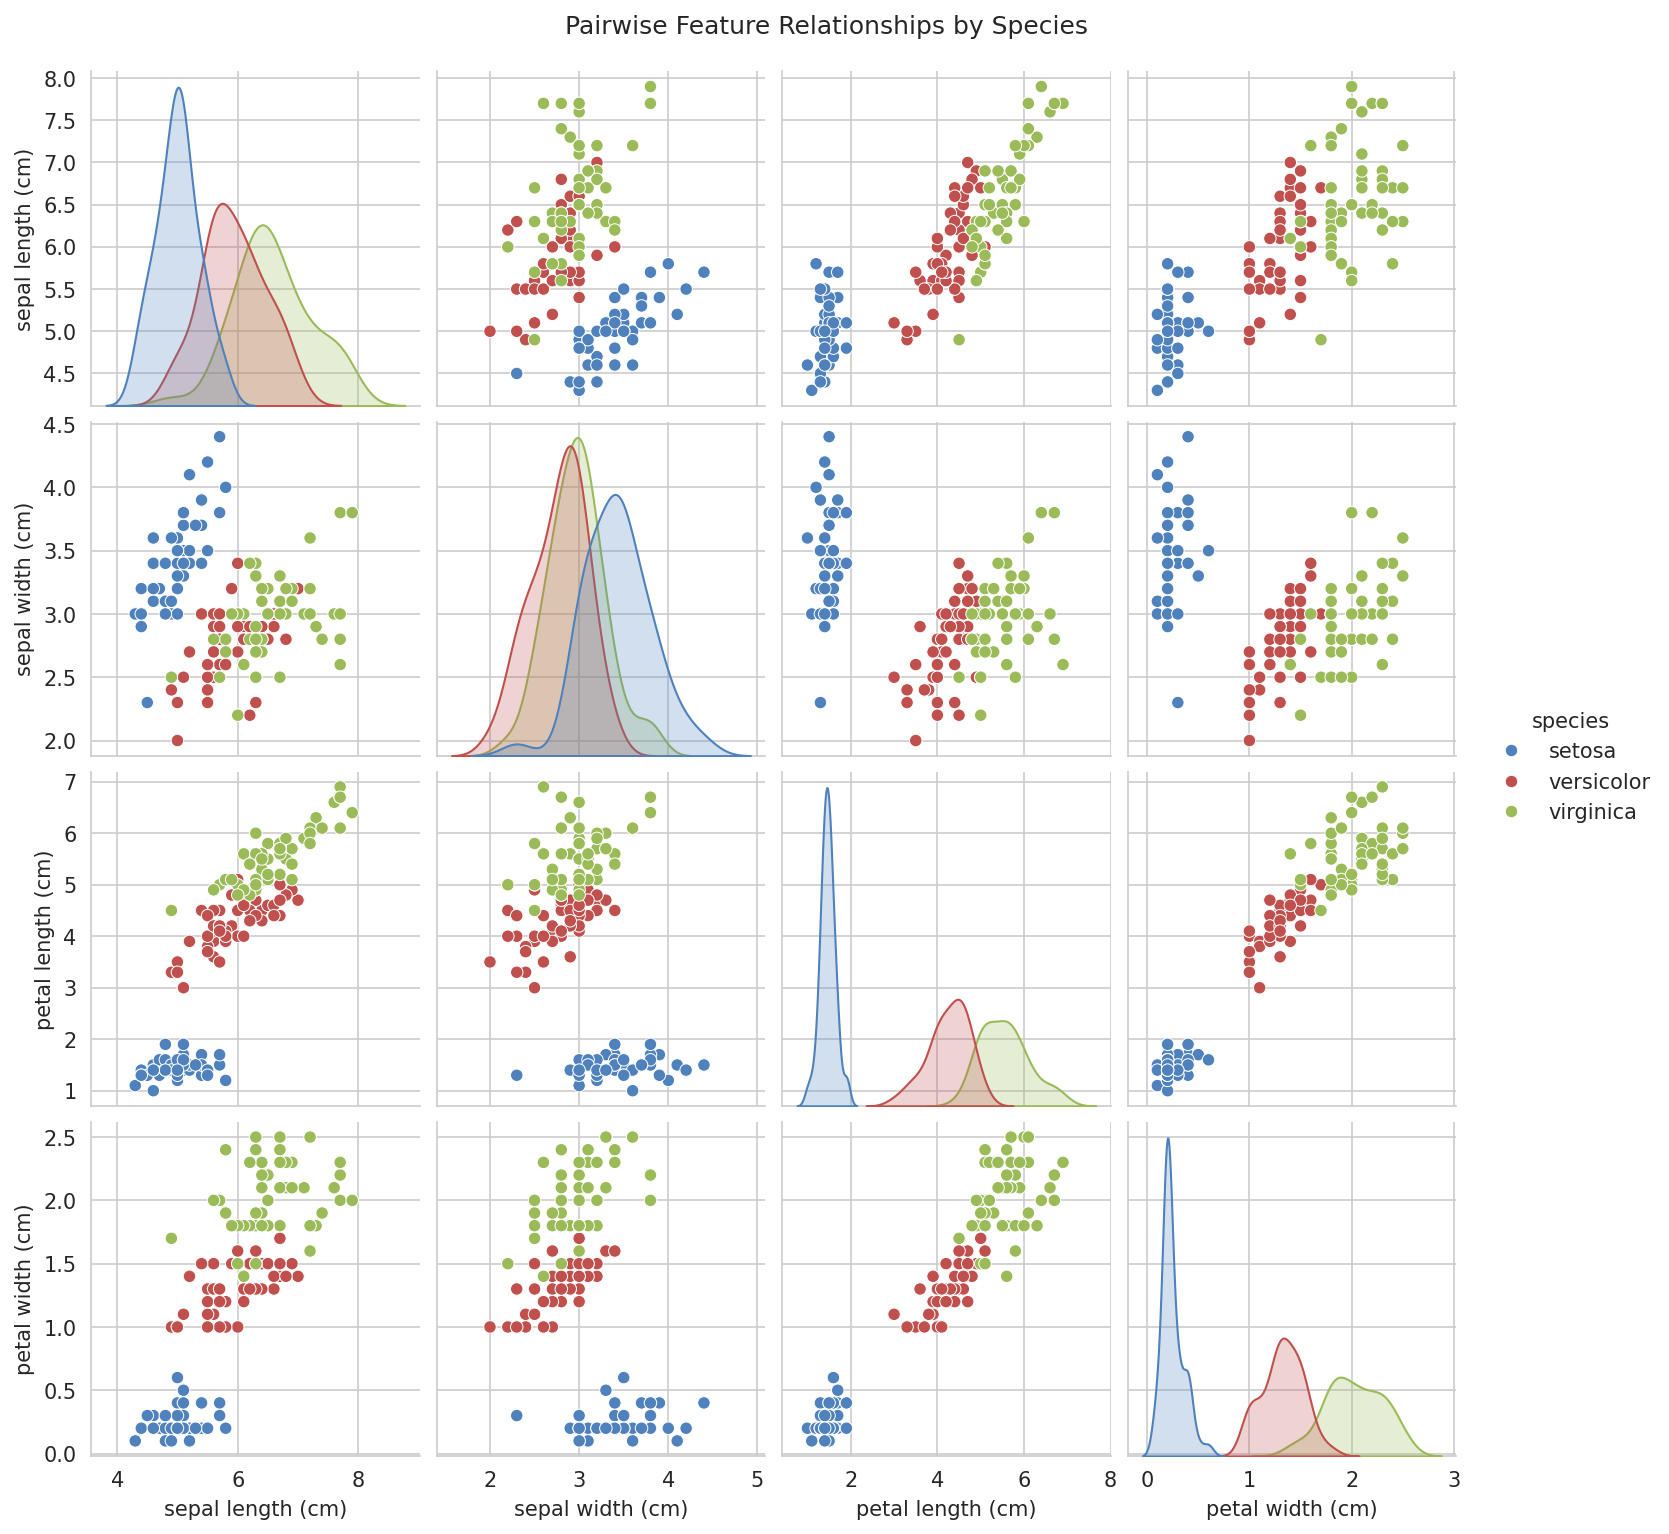 Pairwise Feature Relationships by Species
8.0
7.5
7.0
6.5
6.0
5.5
5.0
4.5
sepal length (cm)
4.5
4.0
3.5
3.0
2.5
2.0
sepal width (cm)
species
setosa
versicolor
virginica
7
6
5
4
3
2
1
petal length (cm)
2.5
2.0
1.5
1.0
0.5
0.0
petal width (cm)
4 6 8
2 3 4 5
2 4 6 8
0 1 2 3
sepal length (cm)
sepal width (cm)
petal length (cm)
petal width (cm)